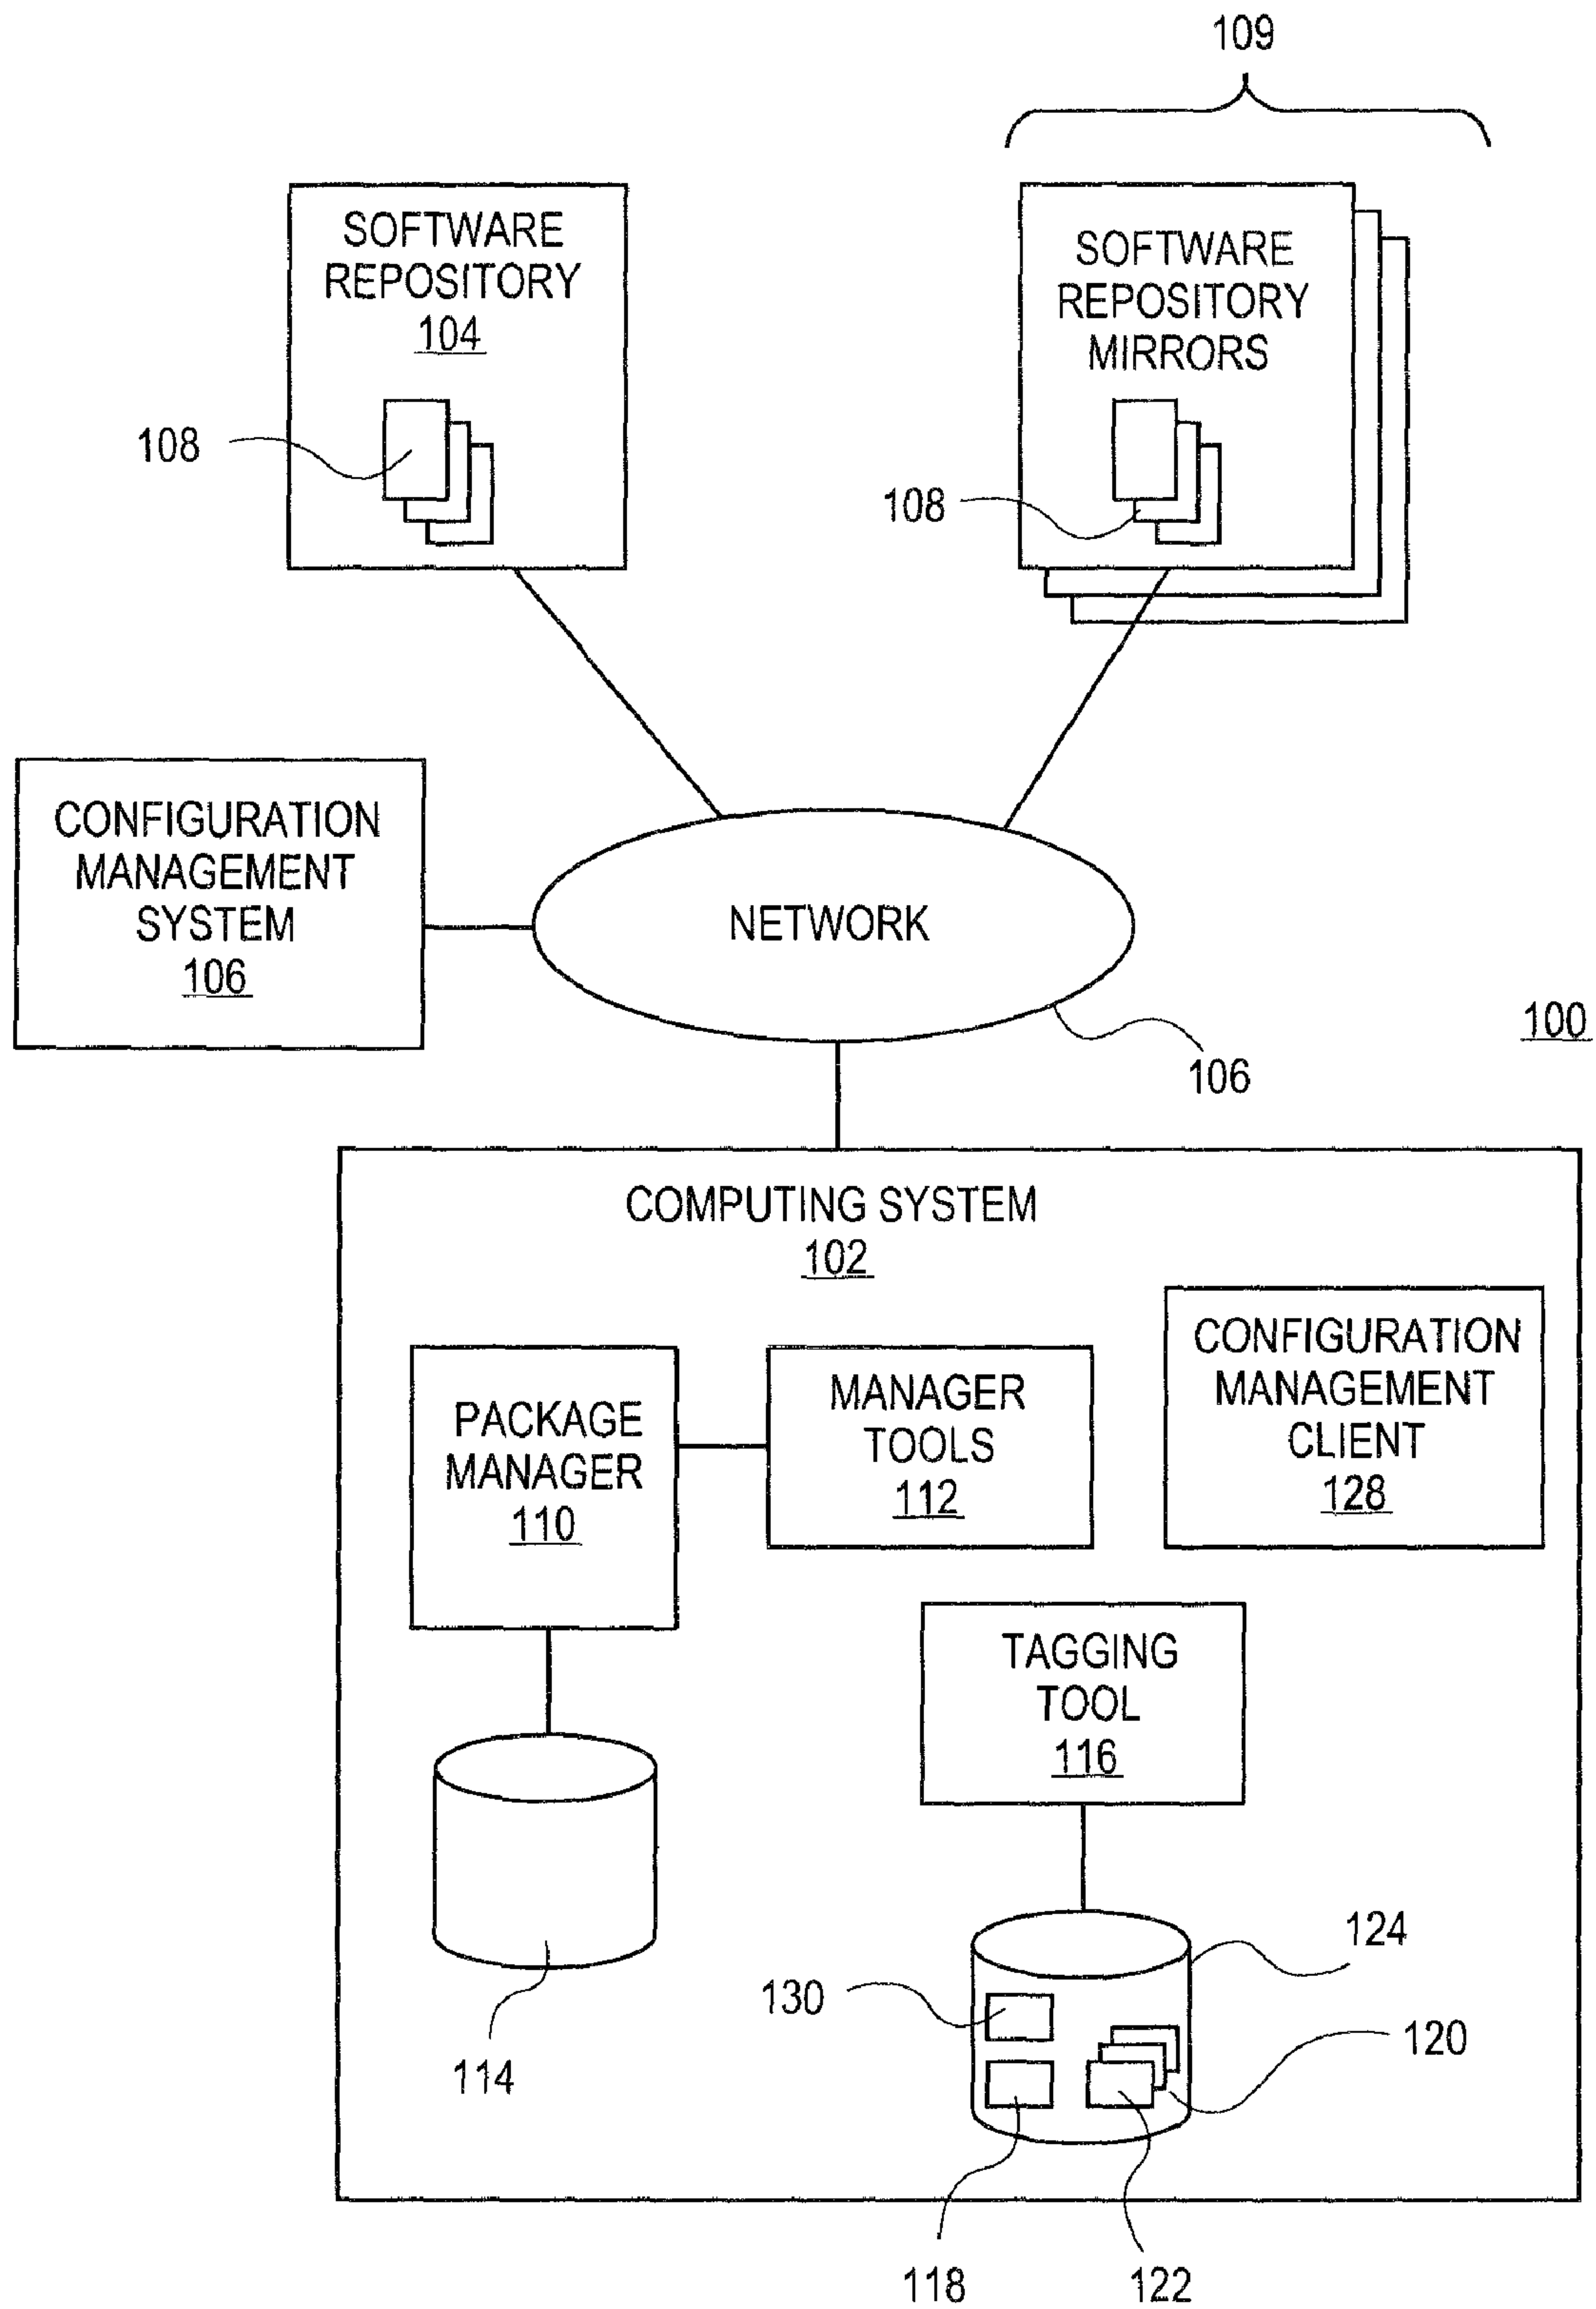 109
SOFTWARE
REPOSITORY
104
108
SOFTWARE
REPOSITORY
MIRRORS
108
CONFIGURATION
MANAGEMENT
SYSTEM
106
NETWORK
106
100
COMPUTING SYSTEM
102
PACKAGE
MANAGER
110
MANAGER
TOOLS
112
CONFIGURATION
MANAGEMENT
CLIENT
128
TAGGING
TOOL
116
114
124
130
120
118
122